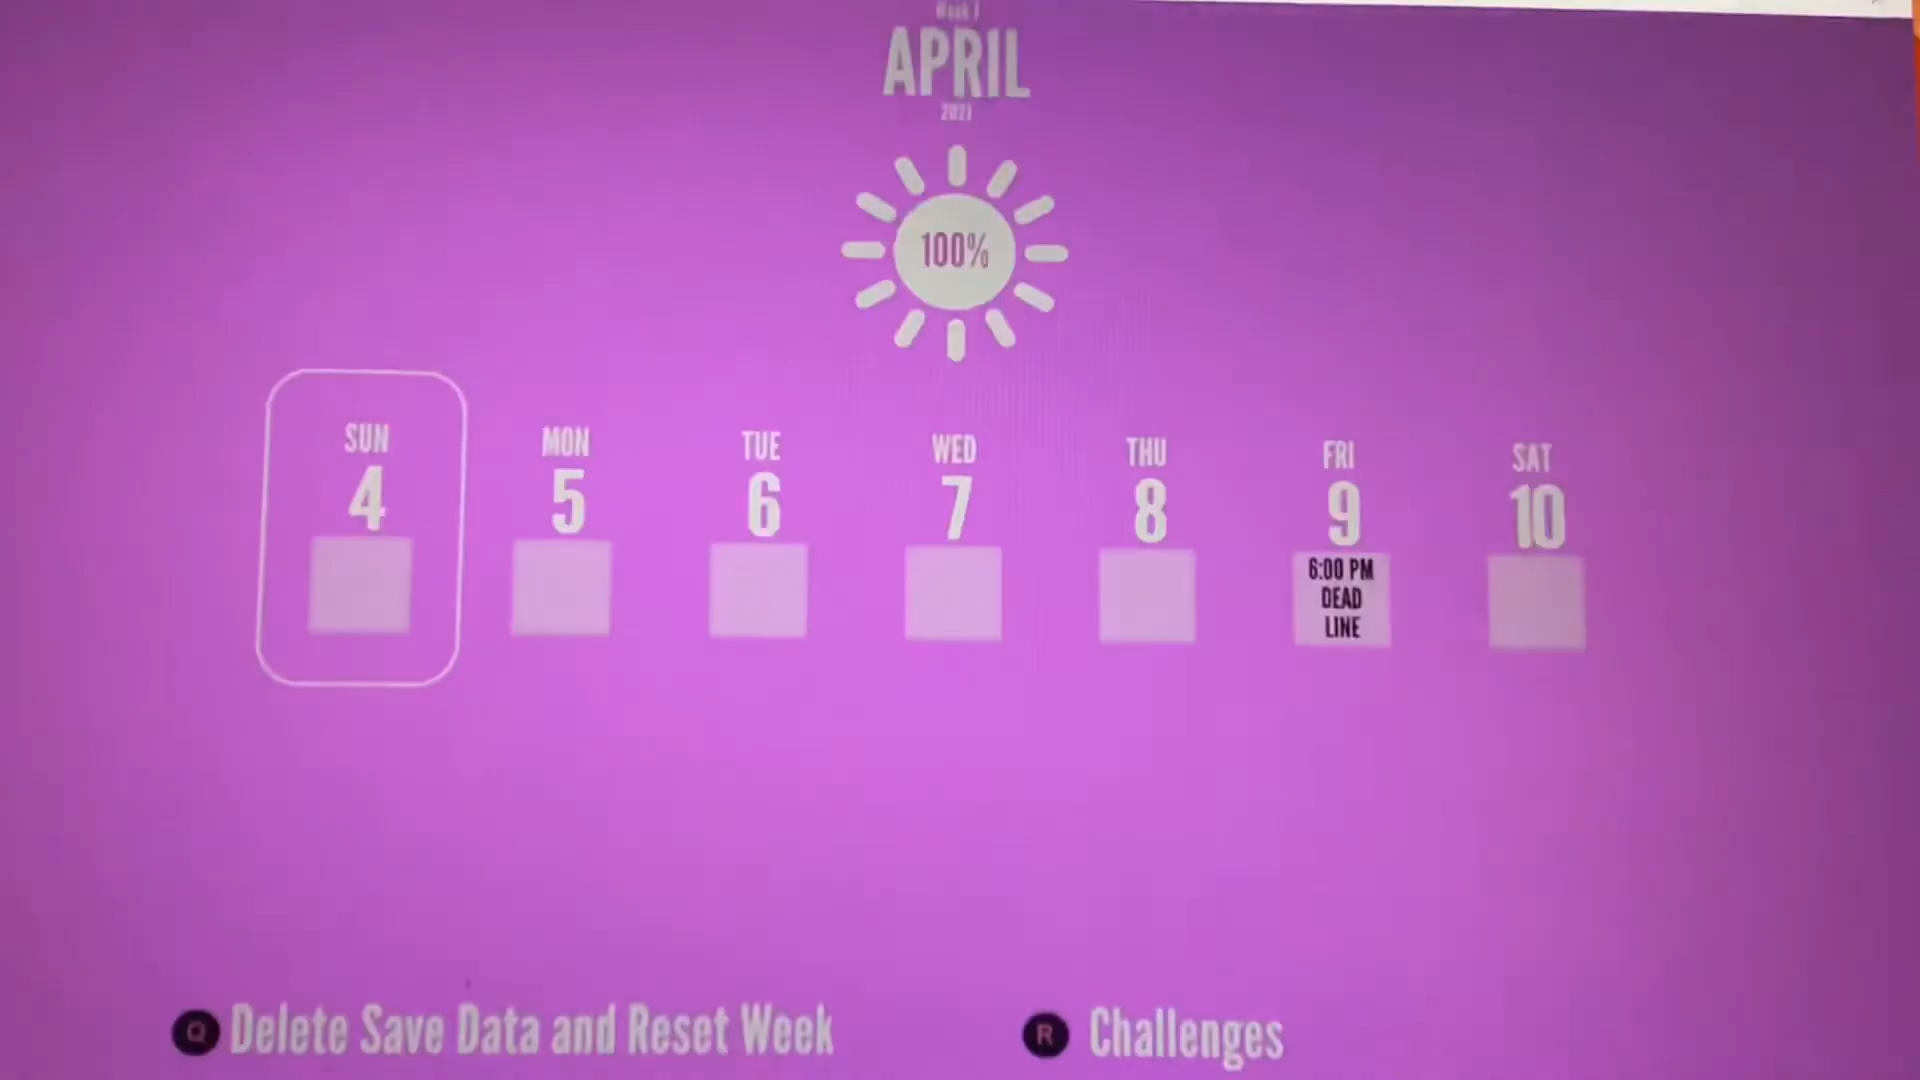 APRIL
2021
100%
SUN MON TUE WED THU FRI SAT
4 5 6 7 8 9 10
6:00 PM
DEAD
LINE
Q Delete Save Data and Reset Week
R Challenges